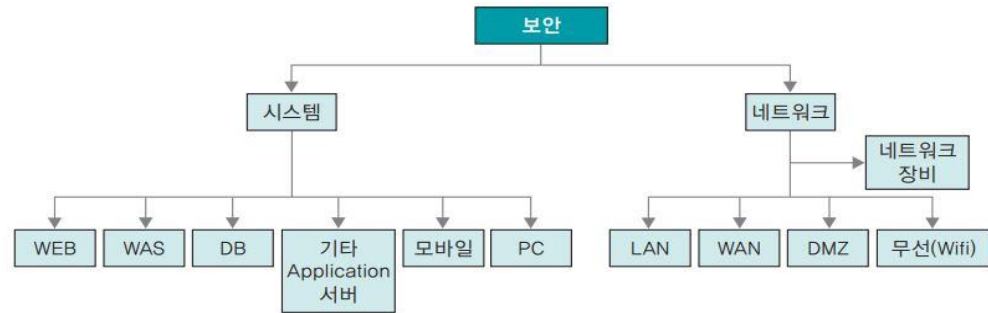 보안
시스템
네트워크
네트워크
장비
WEB
WAS
DB
기타
Application
서버
모바일
PC
LAN
WAN
DMZ
무선(Wifi)